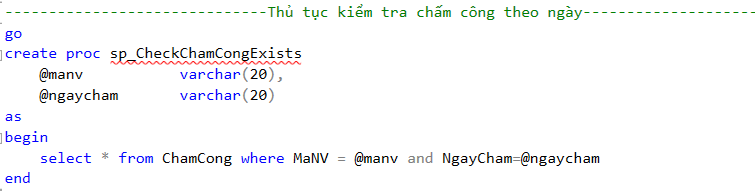 -----------------------------Thủ tục kiểm tra chấm công theo ngày------------------
go
create proc sp_CheckChamCongExists
    @manv           varchar(20),
    @ngaycham       varchar(20)
as
begin
    select * from ChamCong where MaNV = @manv and NgayCham=@ngaycham
end